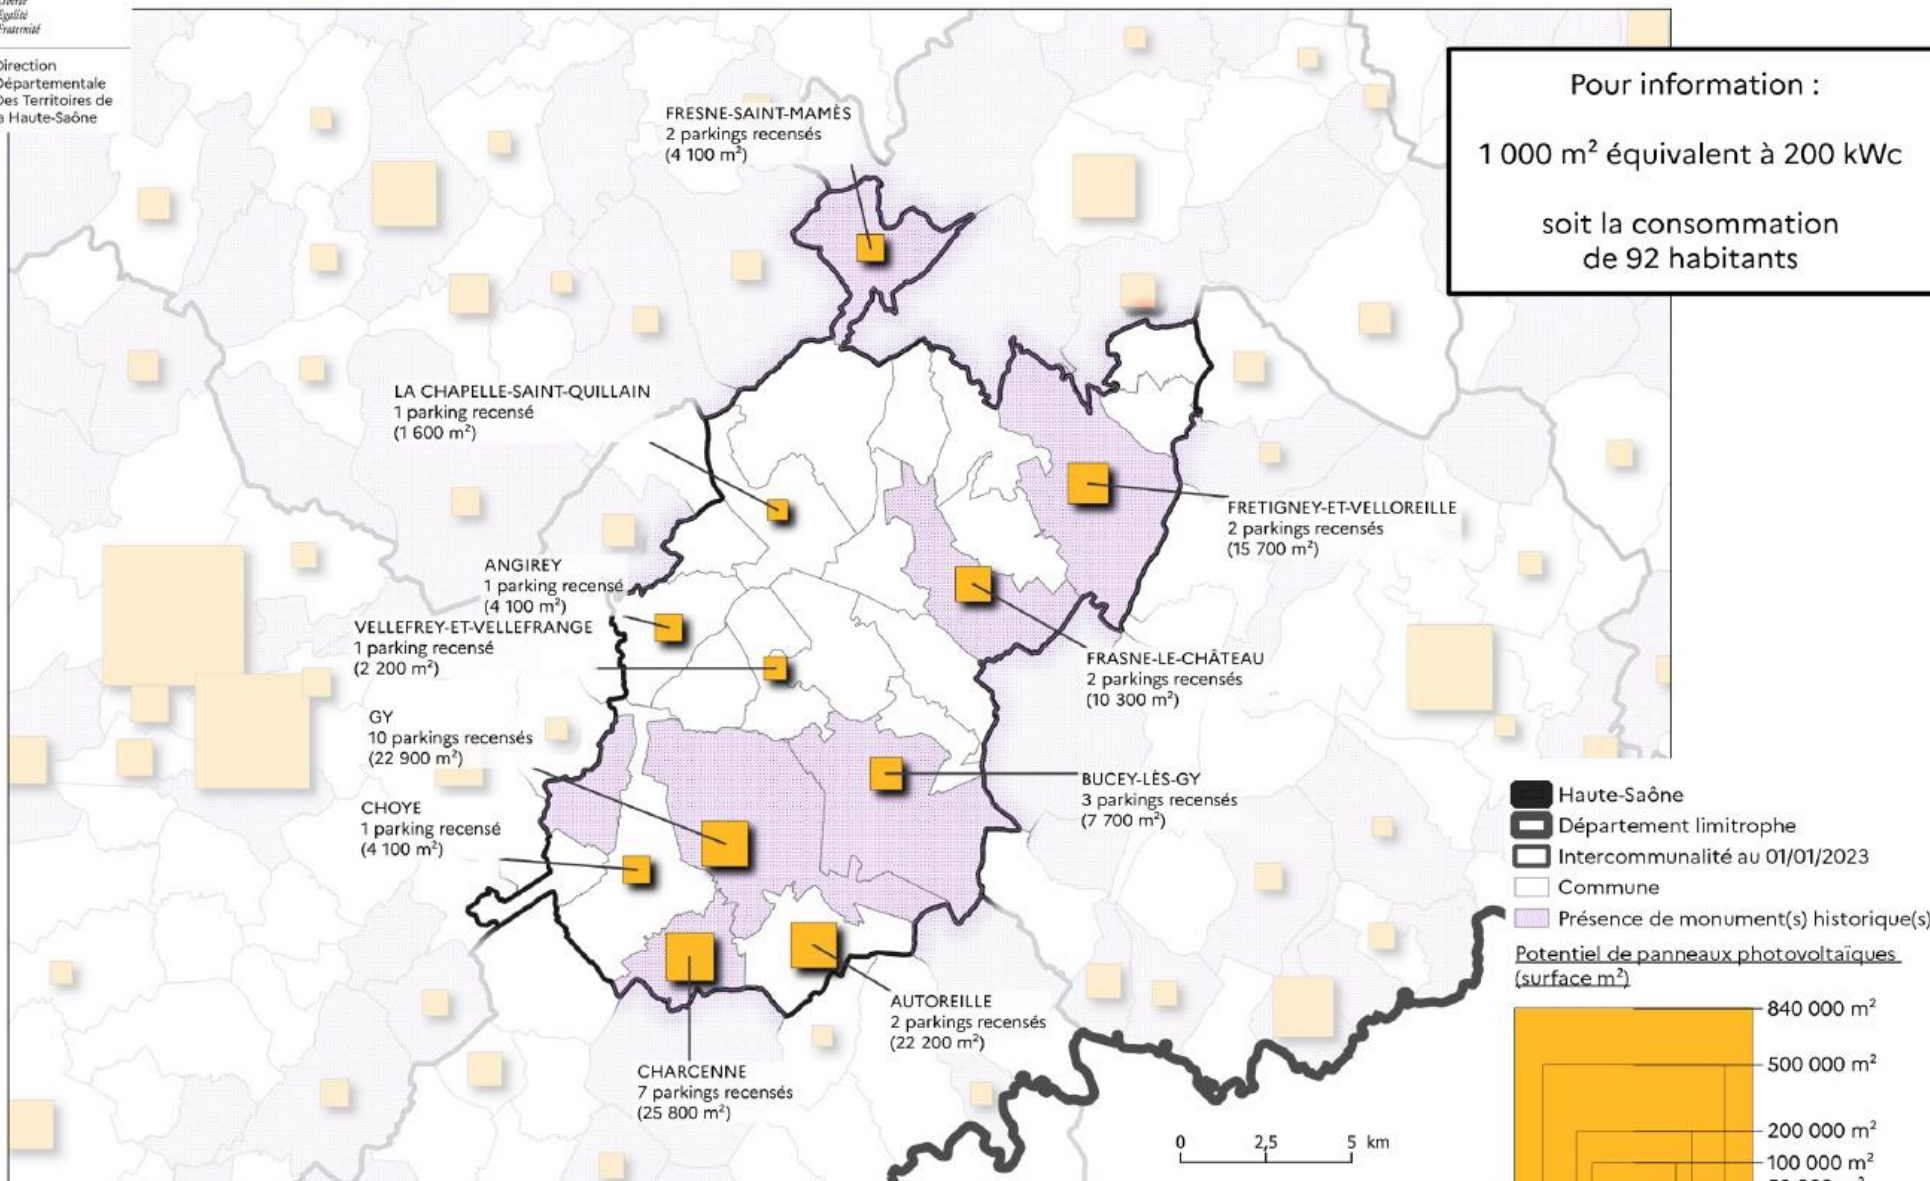 Égalité
Fraternité
Direction
Départementale
Des Territoires de
la Haute-Saône
Pour information :
1 000 m² équivalent à 200 kWc
soit la consommation
de 92 habitants
FRESNE-SAINT-MAMÈS
2 parkings recensés
(4 100 m²)
LA CHAPELLE-SAINT-QUILLAIN
1 parking recensé
(1 600 m²)
FRETIGNEY-ET-VELLOREILLE
2 parkings recensés
(15 700 m²)
ANGIREY
1 parking recensé
(4 100 m²)
VELLEFREY-ET-VELLEFRANGE
1 parking recensé
(2 200 m²)
FRASNE-LE-CHÂTEAU
2 parkings recensés
(10 300 m²)
GY
10 parkings recensés
(22 900 m²)
BUCEY-LÈS-GY
3 parkings recensés
(7 700 m²)
CHOYE
1 parking recensé
(4 100 m²)
AUTOREILLE
2 parkings recensés
(22 200 m²)
CHARCENNE
7 parkings recensés
(25 800 m²)
0 2,5 5 km
Haute-Saône
Département limitrophe
Intercommunalité au 01/01/2023
Commune
Présence de monument(s) historique(s)
Potentiel de panneaux photovoltaïques
(surface m²)
840 000 m²
500 000 m²
200 000 m²
100 000 m²